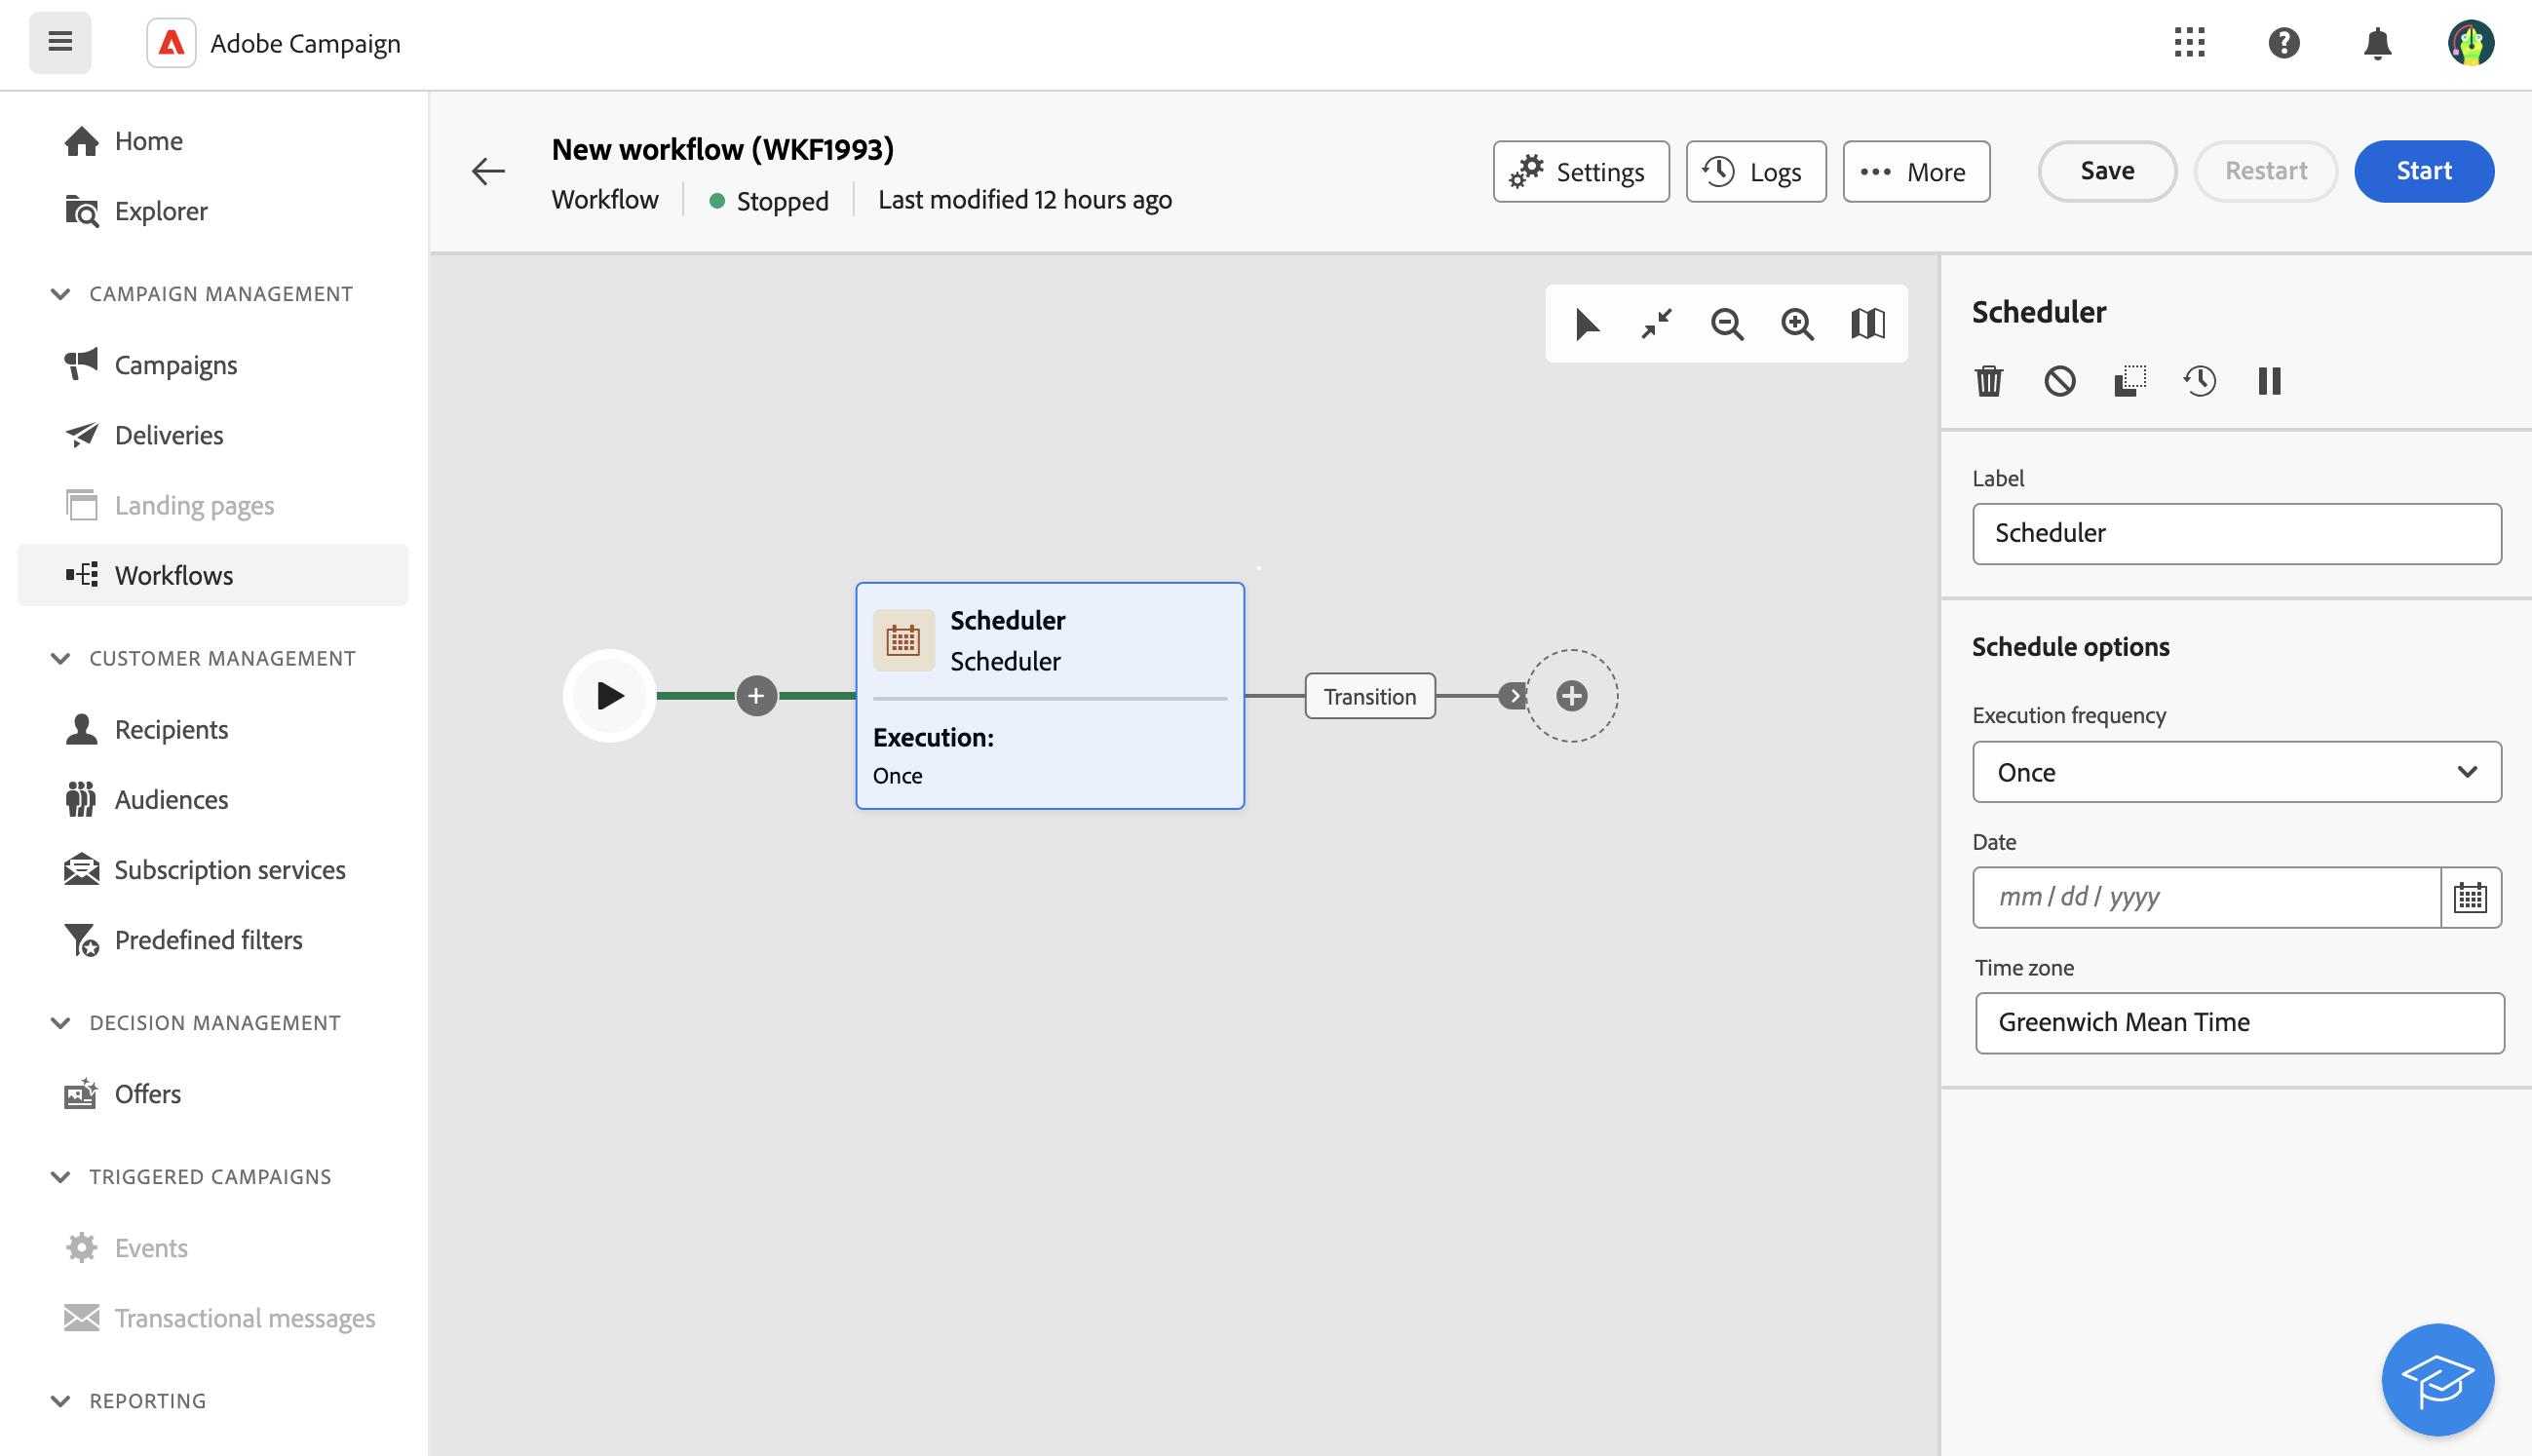 Adobe Campaign
Home
Explorer
CAMPAIGN MANAGEMENT
Campaigns
Deliveries
Landing pages
Workflows
CUSTOMER MANAGEMENT
Recipients
Audiences
Subscription services
Predefined filters
DECISION MANAGEMENT
Offers
TRIGGERED CAMPAIGNS
Events
Transactional messages
REPORTING
New workflow (WKF1993)
Workflow Stopped Last modified 12 hours ago
Settings Logs More Save Restart Start
Scheduler
Scheduler
Execution:
Once
Transition
Scheduler
Label
Scheduler
Schedule options
Execution frequency
Once
Date
mm / dd / yyyy
Time zone
Greenwich Mean Time